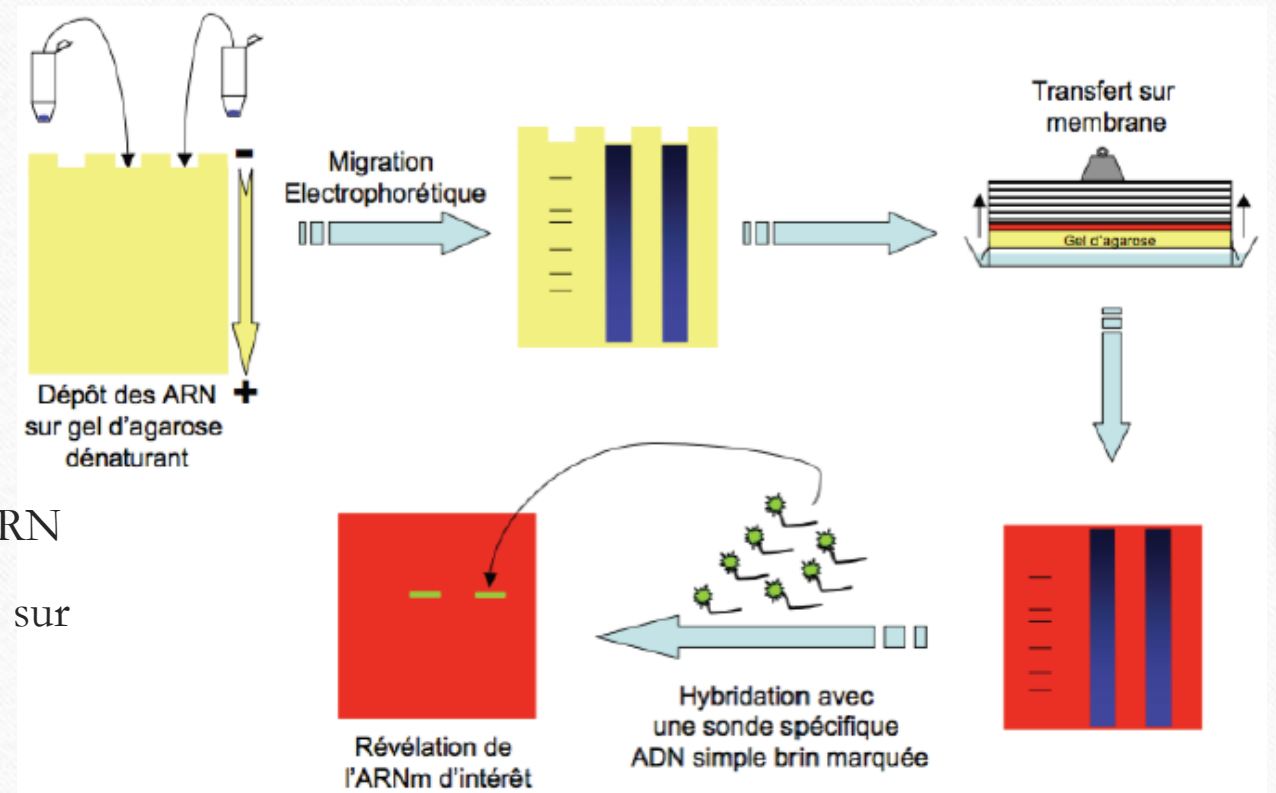 Transfert sur
membrane
-
Migration
Electrophorétique
Gel d'agarose
+
Dépôt des ARN
sur gel d'agarose
dénaturant
RN
sur
Hybridation avec
une sonde spécifique
ADN simple brin marquée
Révélation de
l'ARNm d'intérêt